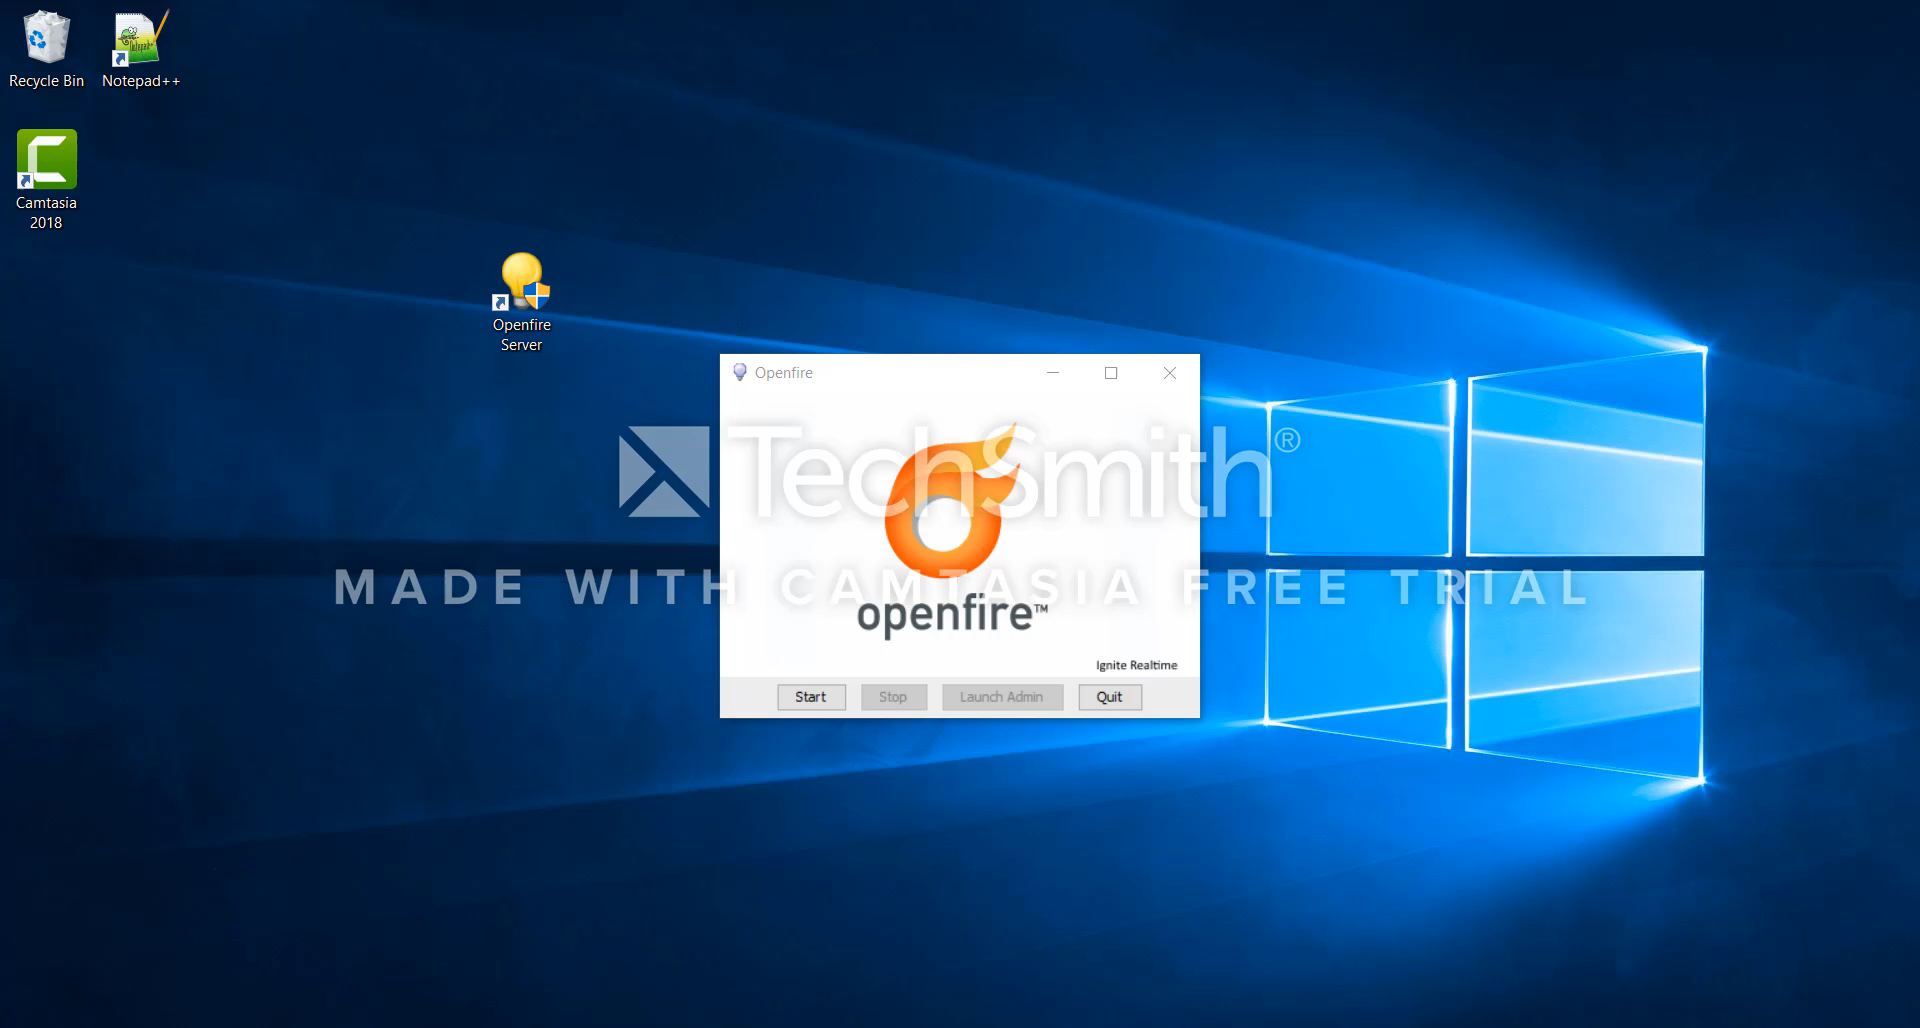 Recycle Bin
Notepad++
Camtasia
2018
Openfire
Server
Openfire
TechSmith®
MADE WITH CAMTASIA FREE TRIAL
openfire™
Ignite Realtime
Start
Stop
Launch Admin
Quit